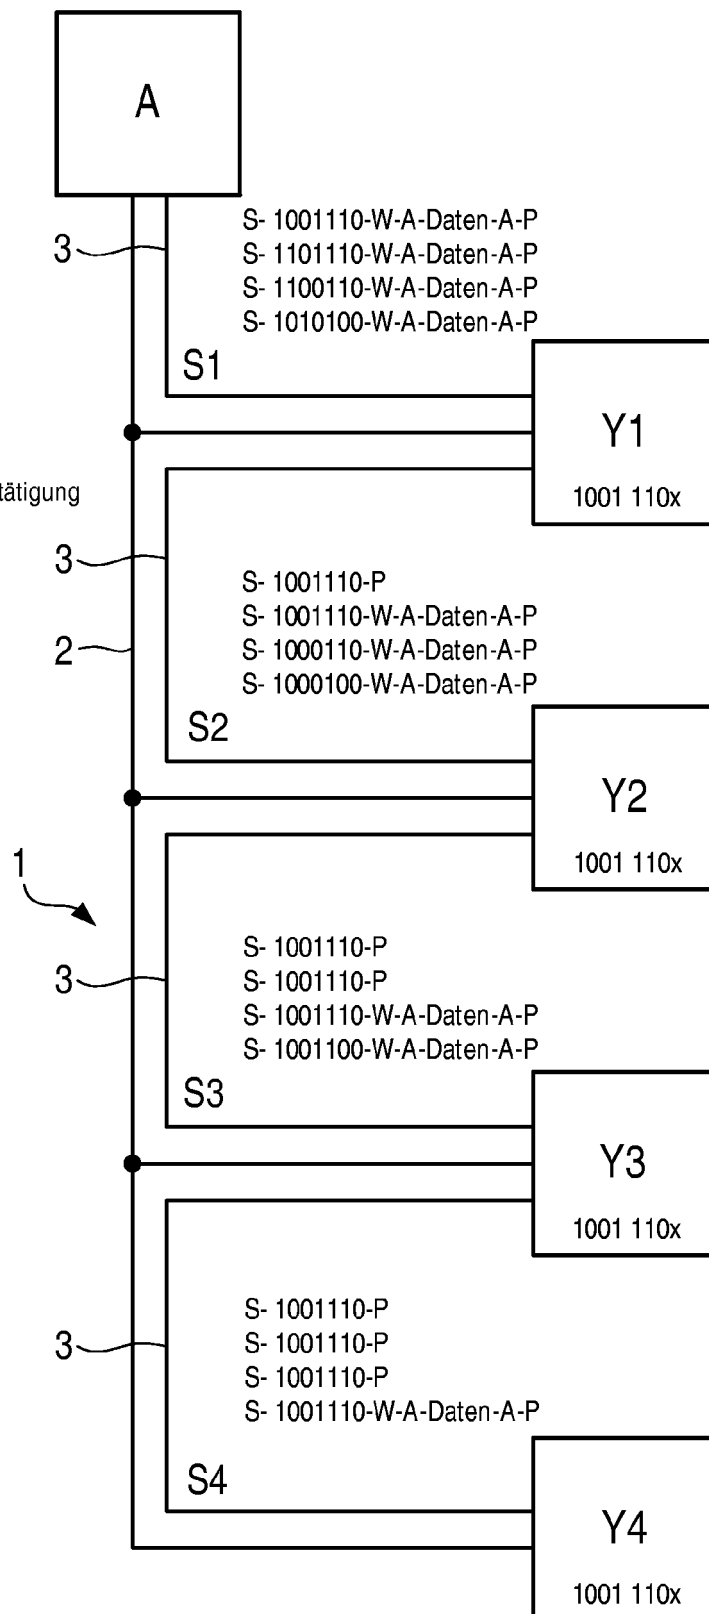 A
3
S- 1001110-W-A-Daten-A-P
S- 1101110-W-A-Daten-A-P
S- 1100110-W-A-Daten-A-P
S- 1010100-W-A-Daten-A-P
S1
Y1
1001 110x
tätigung
3
S- 1001110-P
S- 1001110-W-A-Daten-A-P
S- 1000110-W-A-Daten-A-P
S- 1000100-W-A-Daten-A-P
2
S2
Y2
1001 110x
1
3
S- 1001110-P
S- 1001110-P
S- 1001110-W-A-Daten-A-P
S- 1001100-W-A-Daten-A-P
S3
Y3
1001 110x
3
S- 1001110-P
S- 1001110-P
S- 1001110-P
S- 1001110-W-A-Daten-A-P
S4
Y4
1001 110x